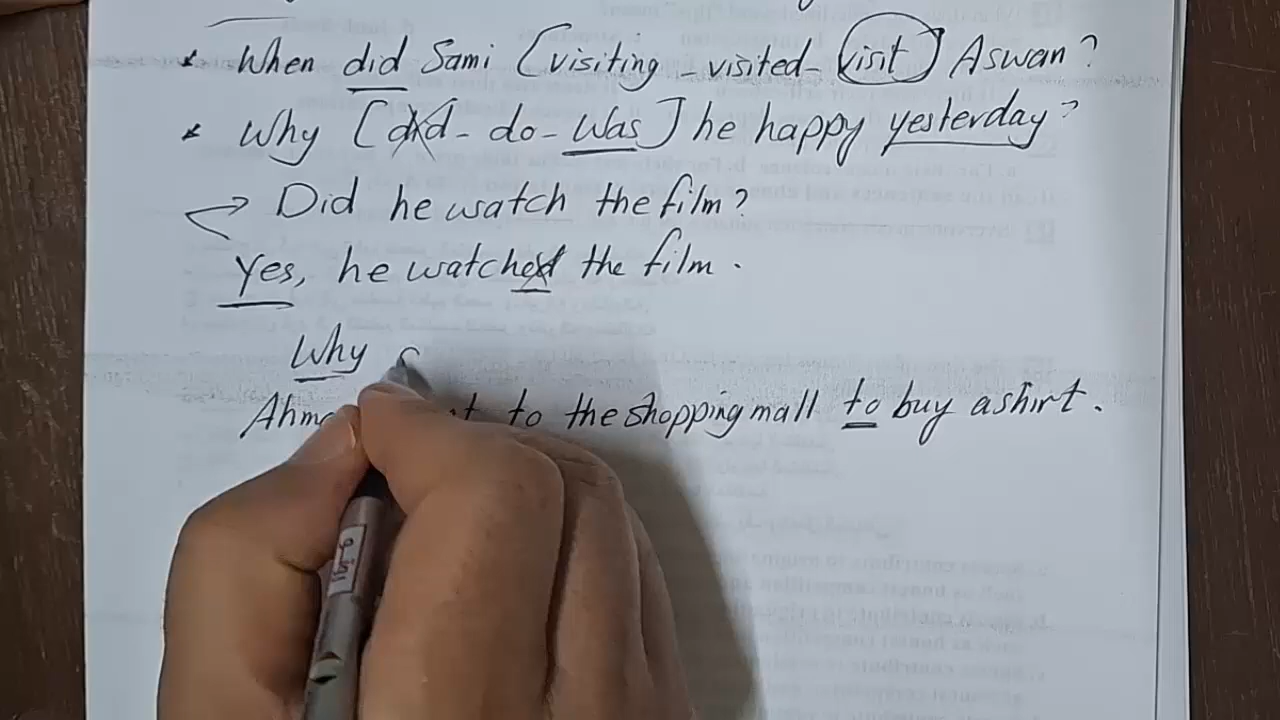 * When did Sami [visiting - visited - visit] Aswan?
* Why [did - do - was] he happy yesterday?
Did he watch the film?
Yes, he watched the film.
Why
to the shopping mall to buy a shirt.